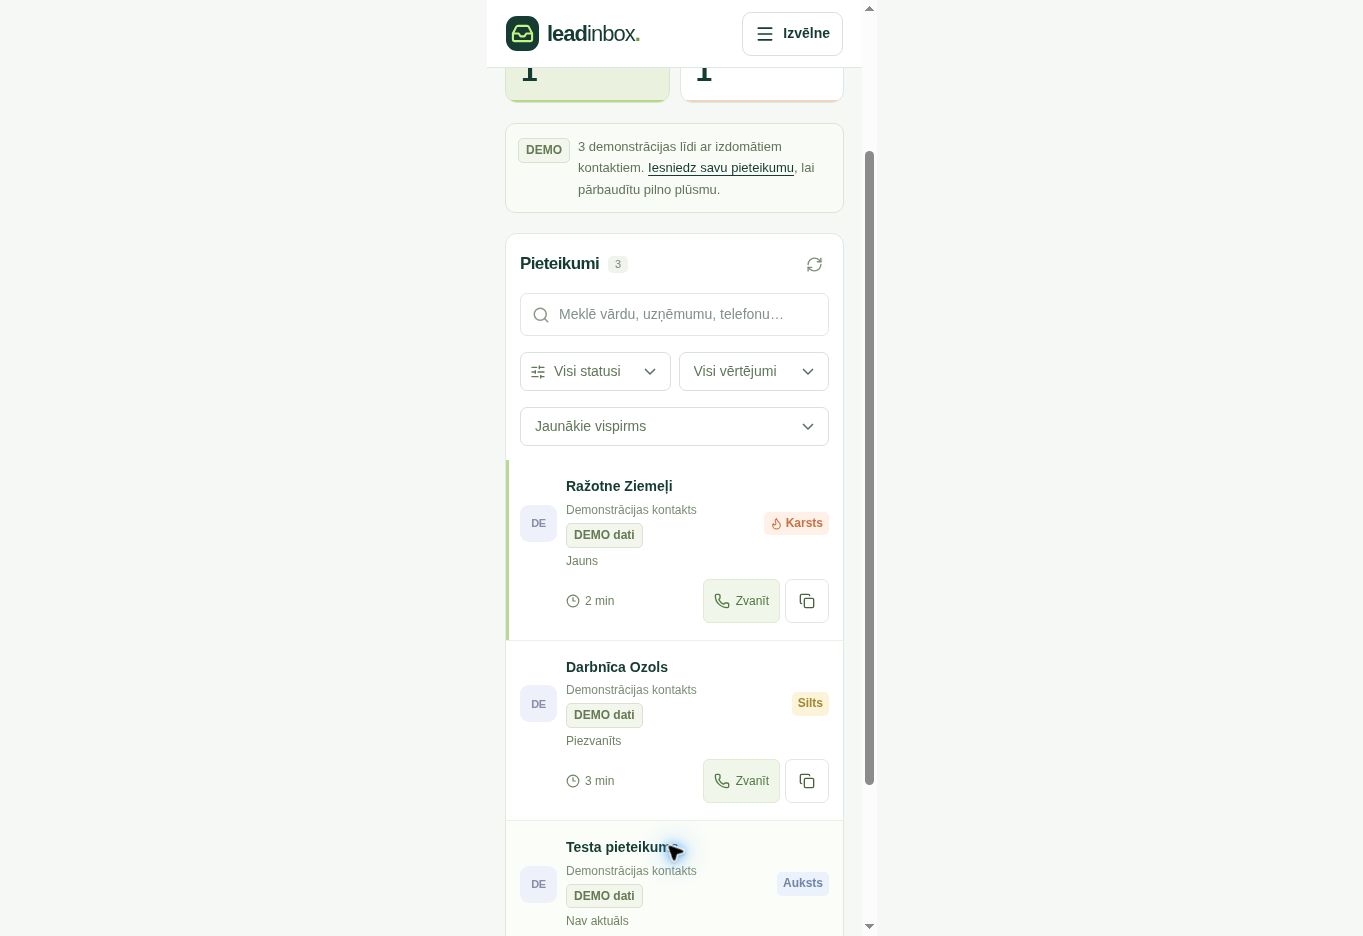 leadinbox.
Izvēlne
1
1
DEMO
3 demonstrācijas līdi ar izdomātiem
kontaktiem. Iesniedz savu pieteikumu, lai
pārbaudītu pilno plūsmu.
Pieteikumi 3
Meklē vārdu, uzņēmumu, telefonu…
Visi statusi
Visi vērtējumi
Jaunākie vispirms
Ražotne Ziemeļi
DE
Demonstrācijas kontakts
Karsts
DEMO dati
Jauns
2 min
Zvanīt
Darbnīca Ozols
DE
Demonstrācijas kontakts
Silts
DEMO dati
Piezvanīts
3 min
Zvanīt
Testa pieteikums
DE
Demonstrācijas kontakts
Auksts
DEMO dati
Nav aktuāls